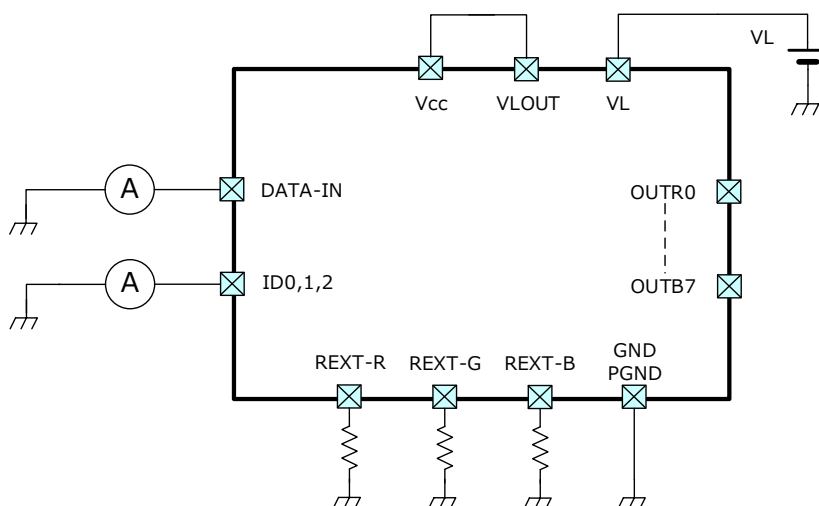 VL
Vcc
VLOUT
VL
A
DATA-IN
OUTR0
A
ID0,1,2
OUTB7
REXT-R
REXT-G
REXT-B
GND
PGND